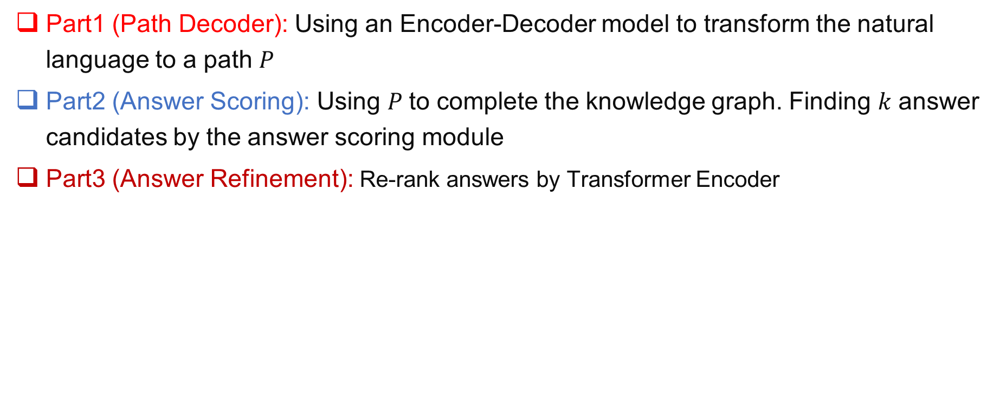 ❑ Part1 (Path Decoder): Using an Encoder-Decoder model to transform the natural
language to a path P
❑ Part2 (Answer Scoring): Using P to complete the knowledge graph. Finding k answer
candidates by the answer scoring module
❑ Part3 (Answer Refinement): Re-rank answers by Transformer Encoder